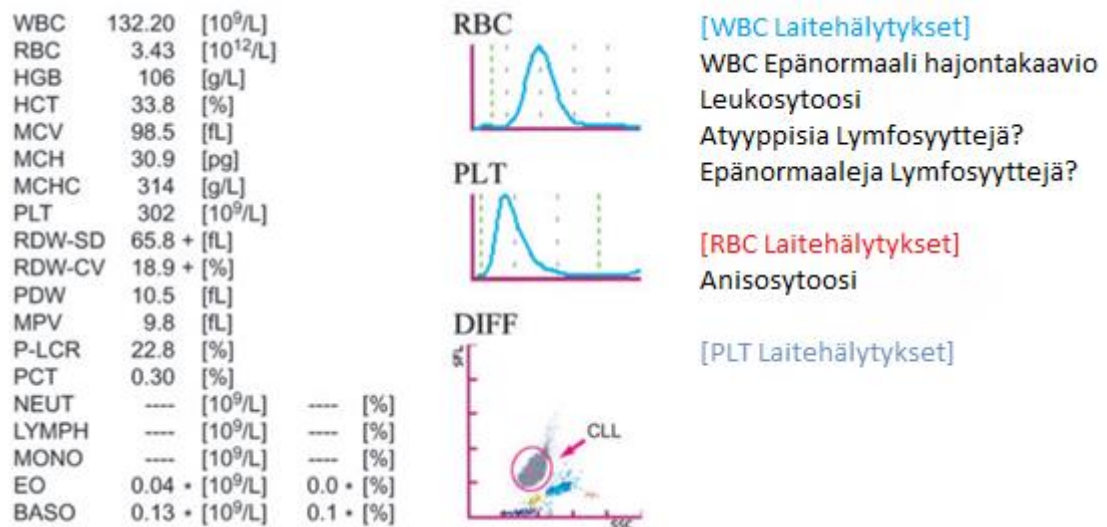 WBC 132.20 [10⁹/L]
RBC 3.43 [10¹²/L]
HGB 106 [g/L]
HCT 33.8 [%]
MCV 98.5 [fL]
MCH 30.9 [pg]
MCHC 314 [g/L]
PLT 302 [10⁹/L]
RDW-SD 65.8 + [fL]
RDW-CV 18.9 + [%]
PDW 10.5 [fL]
MPV 9.8 [fL]
P-LCR 22.8 [%]
PCT 0.30 [%]
NEUT ---- [10⁹/L] ---- [%]
LYMPH ---- [10⁹/L] ---- [%]
MONO ---- [10⁹/L] ---- [%]
EO 0.04 * [10⁹/L] 0.0 * [%]
BASO 0.13 * [10⁹/L] 0.1 * [%]
RBC
PLT
DIFF
SFL
CLL
SSC
[WBC Laitehälytykset]
WBC Epänormaali hajontakaavio
Leukosytoosi
Atyyppisia Lymfosyyttejä?
Epänormaaleja Lymfosyyttejä?
[RBC Laitehälytykset]
Anisosytoosi
[PLT Laitehälytykset]